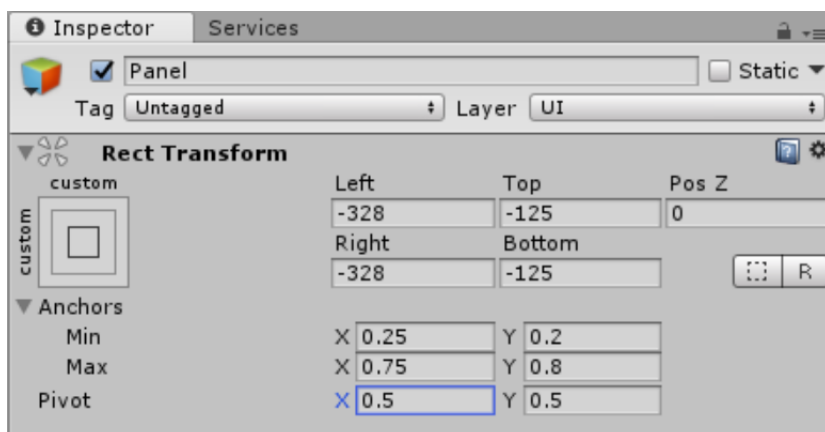 Inspector Services
Panel Static
Tag Untagged Layer UI
Rect Transform
custom Left Top Pos Z
custom -328 -125 0
Right Bottom
-328 -125 R
Anchors
Min X 0.25 Y 0.2
Max X 0.75 Y 0.8
Pivot X 0.5 Y 0.5